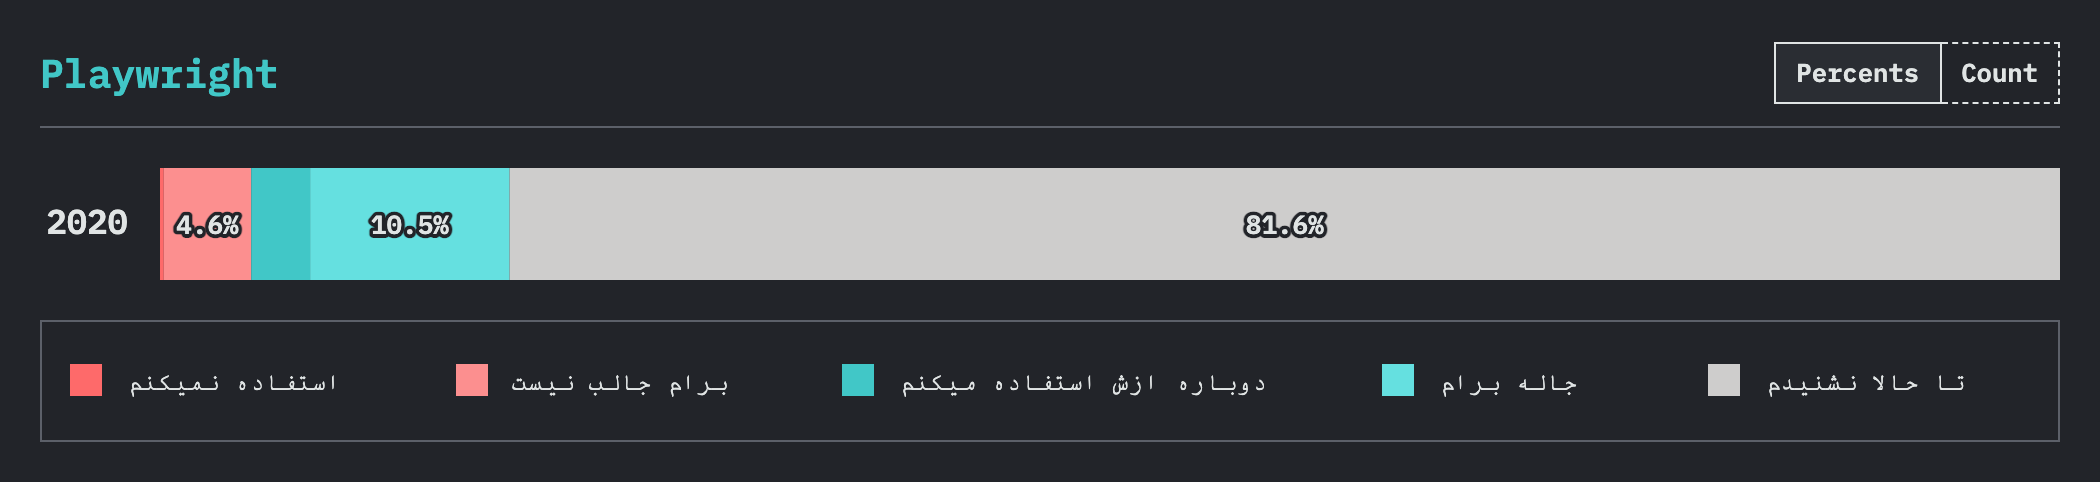 Playwright
Percents Count
2020 4.6% 10.5% 81.6%
استفاده نمیکنم
برام جالب نیست
دوباره ازش استفاده میکنم
جاله برام
تا حالا نشنیدم